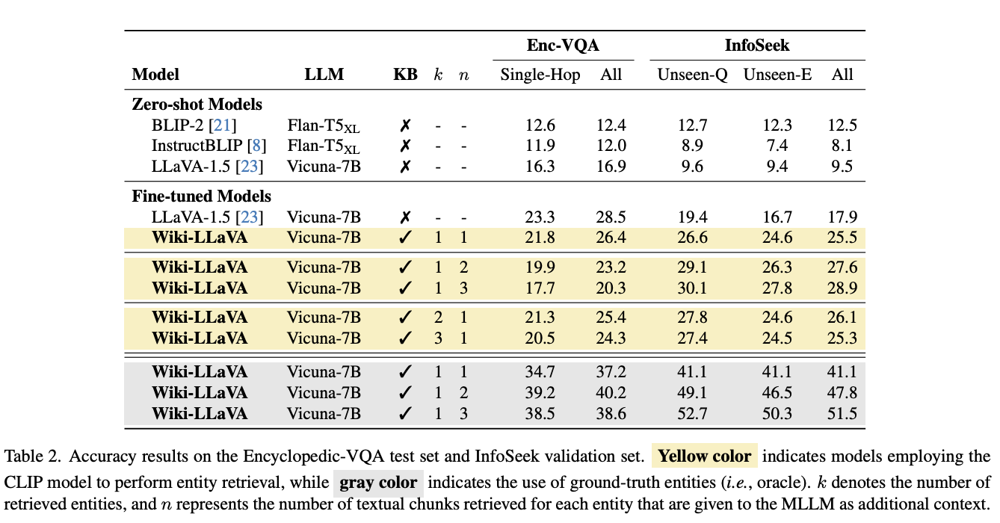 Enc-VQA InfoSeek
Model LLM KB k n Single-Hop All Unseen-Q Unseen-E All
Zero-shot Models
BLIP-2 [21] Flan-T5XL ✗ - - 12.6 12.4 12.7 12.3 12.5
InstructBLIP [8] Flan-T5XL ✗ - - 11.9 12.0 8.9 7.4 8.1
LLaVA-1.5 [23] Vicuna-7B ✗ - - 16.3 16.9 9.6 9.4 9.5
Fine-tuned Models
LLaVA-1.5 [23] Vicuna-7B ✗ - - 23.3 28.5 19.4 16.7 17.9
Wiki-LLaVA Vicuna-7B ✓ 1 1 21.8 26.4 26.6 24.6 25.5
Wiki-LLaVA Vicuna-7B ✓ 1 2 19.9 23.2 29.1 26.3 27.6
Wiki-LLaVA Vicuna-7B ✓ 1 3 17.7 20.3 30.1 27.8 28.9
Wiki-LLaVA Vicuna-7B ✓ 2 1 21.3 25.4 27.8 24.6 26.1
Wiki-LLaVA Vicuna-7B ✓ 3 1 20.5 24.3 27.4 24.5 25.3
Wiki-LLaVA Vicuna-7B ✓ 1 1 34.7 37.2 41.1 41.1 41.1
Wiki-LLaVA Vicuna-7B ✓ 1 2 39.2 40.2 49.1 46.5 47.8
Wiki-LLaVA Vicuna-7B ✓ 1 3 38.5 38.6 52.7 50.3 51.5
Table 2. Accuracy results on the Encyclopedic-VQA test set and InfoSeek validation set. Yellow color indicates models employing the
CLIP model to perform entity retrieval, while gray color indicates the use of ground-truth entities (i.e., oracle). k denotes the number of
retrieved entities, and n represents the number of textual chunks retrieved for each entity that are given to the MLLM as additional context.